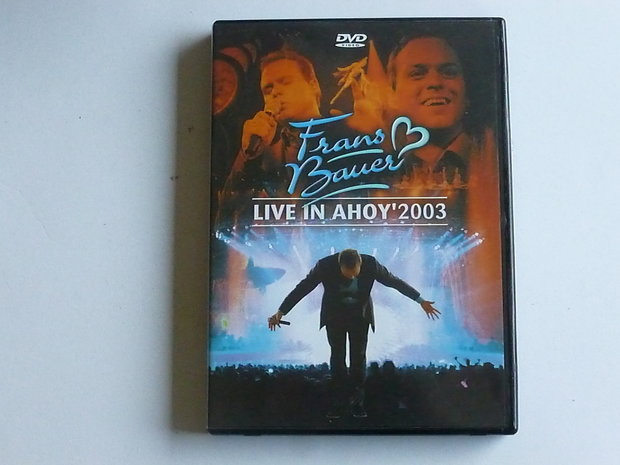 DVD
VIDEO
Frans
Bauer
LIVE IN AHOY'2003